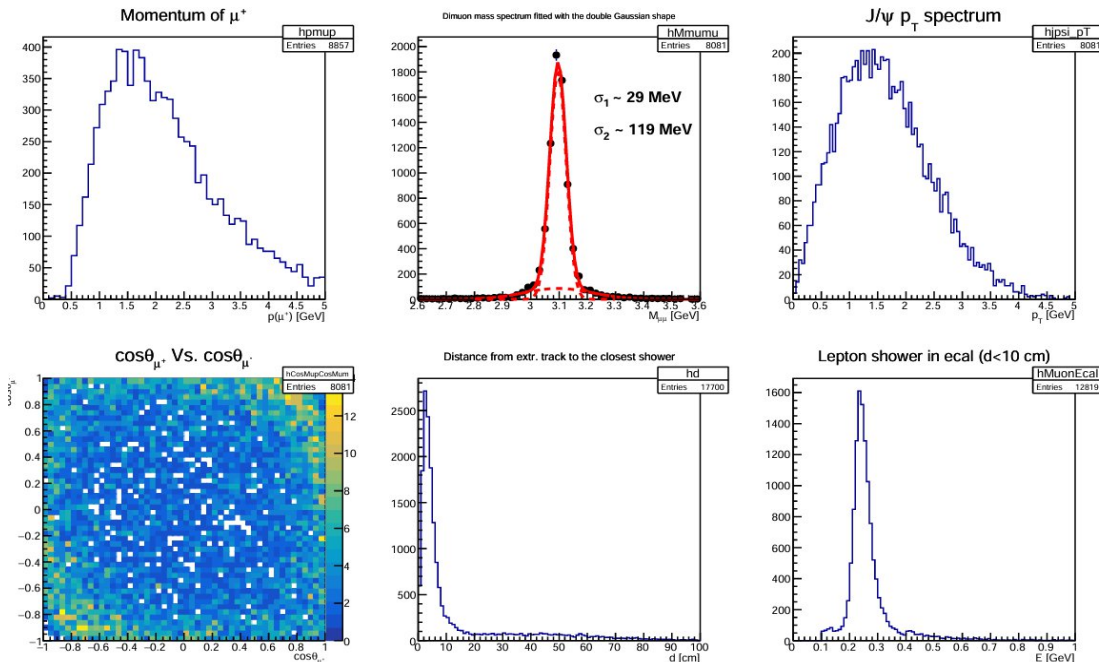 Momentum of μ⁺
hpmup
Entries 8857
400
350
300
250
200
150
100
50
0
0.5 1 1.5 2 2.5 3 3.5 4 4.5 5
p(μ⁺) [GeV]
Dimuon mass spectrum fitted with the double Gaussian shape
hMmumu
Entries 8081
2000
1800
1600
1400
1200
1000
800
600
400
200
0
σ₁ ~ 29 MeV
σ₂ ~ 119 MeV
2.6 2.7 2.8 2.9 3 3.1 3.2 3.3 3.4 3.5 3.6
M_μμ [GeV]
J/ψ p_T spectrum
hjpsi_pT
Entries 8081
200
180
160
140
120
100
80
60
40
20
0
0 0.5 1 1.5 2 2.5 3 3.5 4 4.5 5
p_T [GeV]
cosθ_μ⁺ Vs. cosθ_μ⁻
hCosMupCosMum
Entries 8081
1
0.8
0.6
0.4
0.2
0
−0.2
−0.4
−0.6
−0.8
−1
−1 −0.8 −0.6 −0.4 −0.2 0 0.2 0.4 0.6 0.8 1
12
10
8
6
4
2
0
Distance from extr. track to the closest shower
hd
Entries 17700
2500
2000
1500
1000
500
0
0 10 20 30 40 50 60 70 80 90 100
d [cm]
Lepton shower in ecal (d<10 cm)
hMuonEcal
Entries 12819
1600
1400
1200
1000
800
600
400
200
0
0 0.1 0.2 0.3 0.4 0.5 0.6 0.7 0.8 0.9 1
E [GeV]